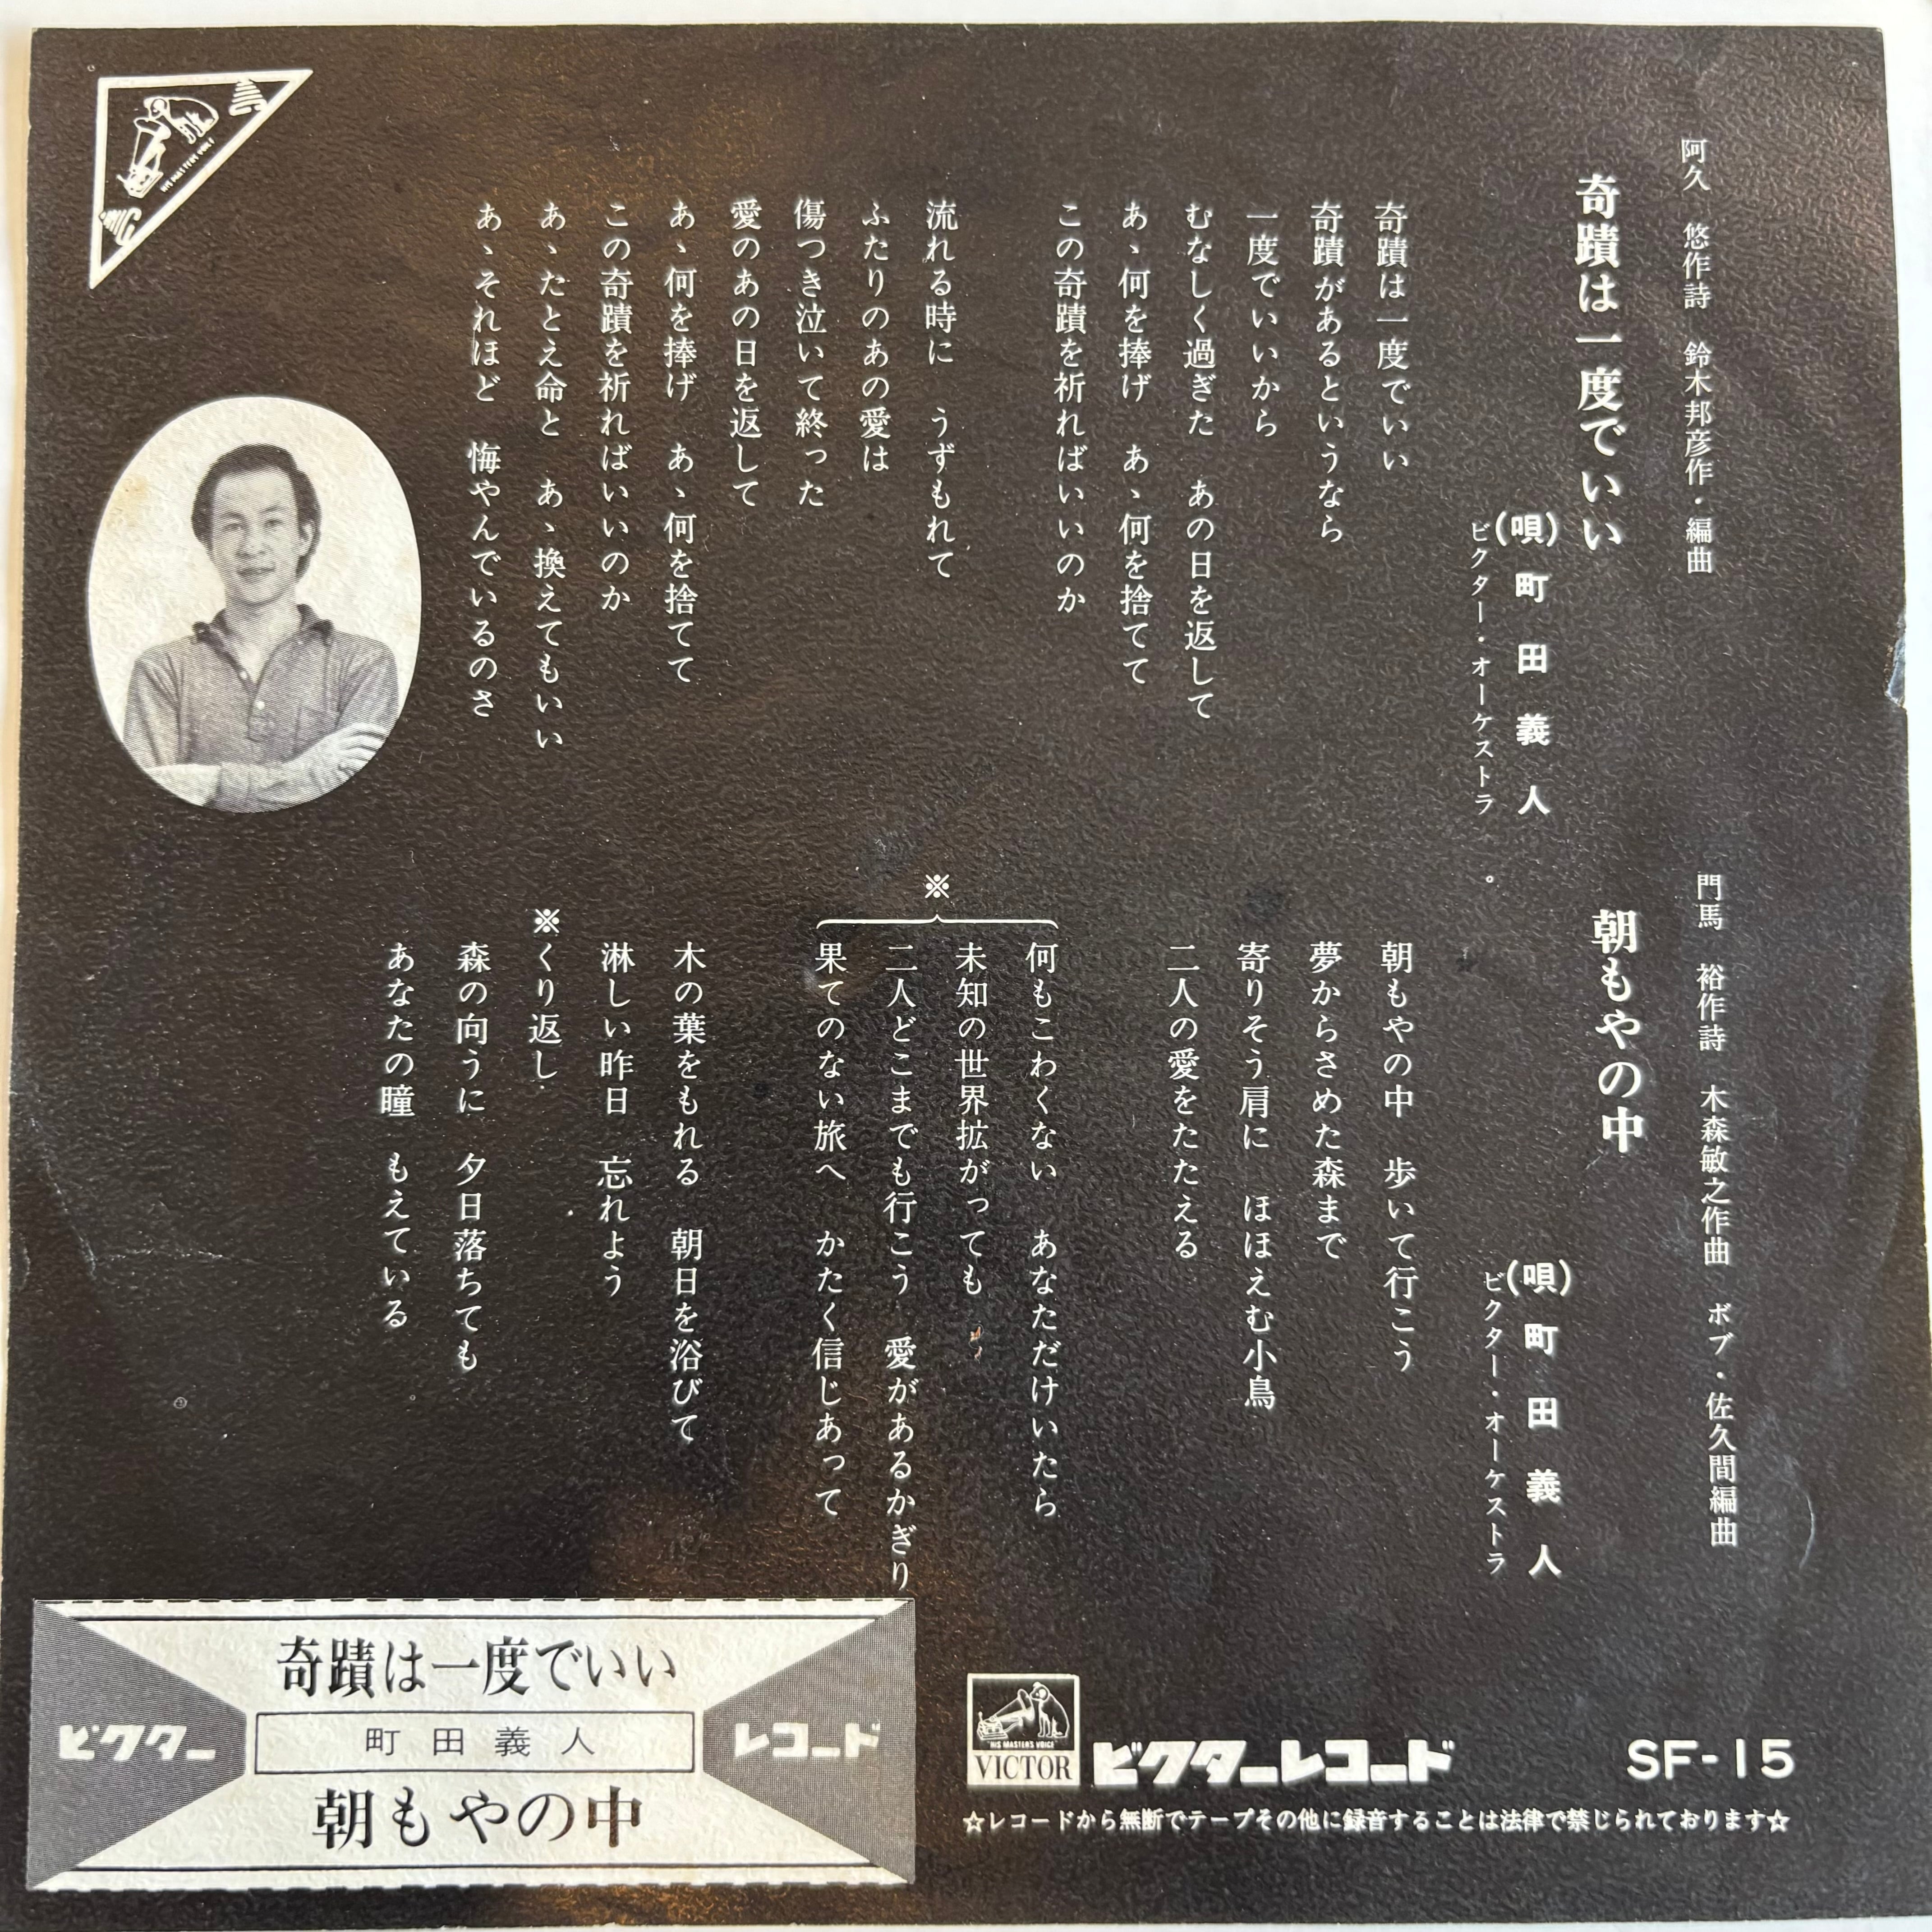 阿久 悠作詩 鈴木邦彦作・編曲
奇蹟は一度でいい
(唄) 町田義人
ビクター・オーケストラ
奇蹟は一度でいい
奇蹟があるというなら
一度でいいから
むなしく過ぎた あの日を返して
あゝ何を捧げ あゝ何を捨てて
この奇蹟を祈ればいいのか
流れる時に うずもれて
ふたりのあの愛は
傷つき泣いて終った
愛のあの日を返して
あゝ何を捧げ あゝ何を捨てて
この奇蹟を祈ればいいのか
あゝたとえ命と あゝ換えてもいい
あゝそれほど 悔やんでいるのさ
門馬 裕作詩 木森敏之作曲 ボブ・佐久間編曲
朝もやの中
(唄) 町田義人
ビクター・オーケストラ
朝もやの中 歩いて行こう
夢からさめた森まで
寄りそう肩に ほほえむ小鳥
二人の愛をたたえる
※
何もこわくない あなただけいたら
未知の世界拡がっても
二人どこまでも行こう 愛があるかぎり
果てのない旅へ かたく信じあって
木の葉をもれる 朝日を浴びて
淋しい昨日 忘れよう
※くり返し
森の向うに 夕日落ちても
あなたの瞳 もえている
ビクター
奇蹟は一度でいい
町田義人
朝もやの中
レコード
HIS MASTER'S VOICE
VICTOR
ビクターレコード
SF-15
☆レコードから無断でテープその他に録音することは法律で禁じられております☆